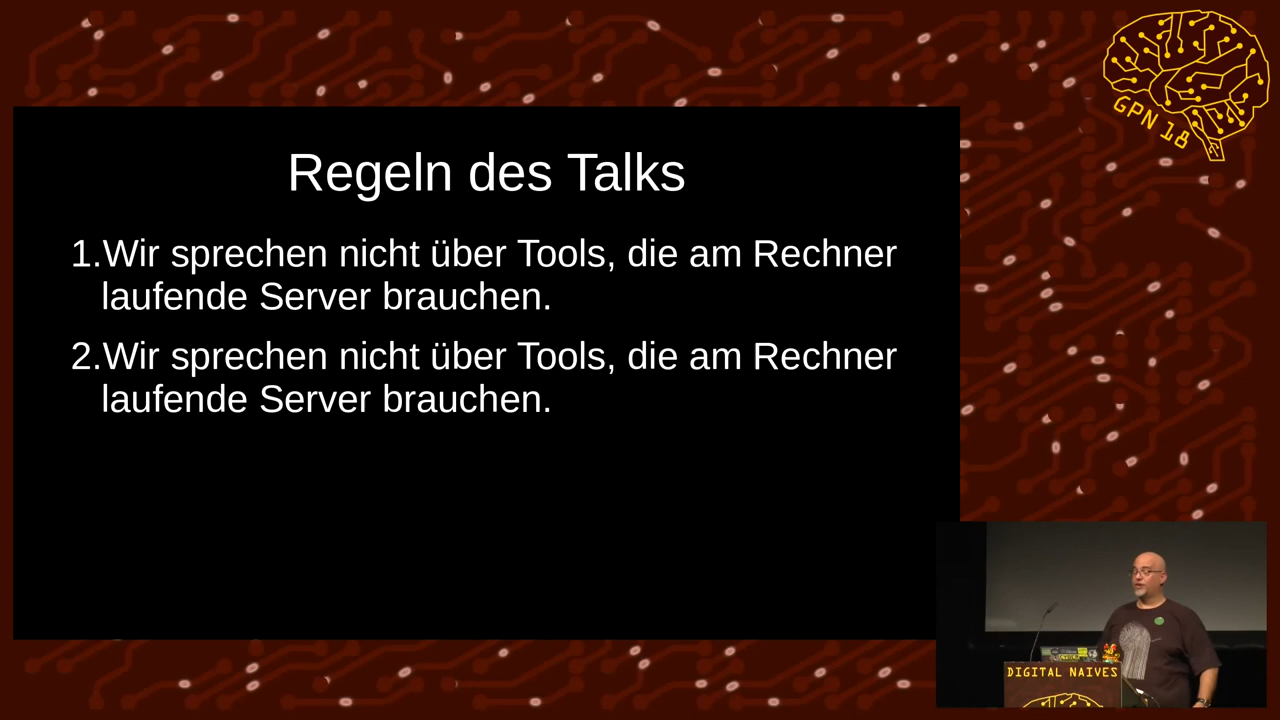 GPN 18
Regeln des Talks
1.Wir sprechen nicht über Tools, die am Rechner
laufende Server brauchen.
2.Wir sprechen nicht über Tools, die am Rechner
laufende Server brauchen.
DIGITAL NAIVES